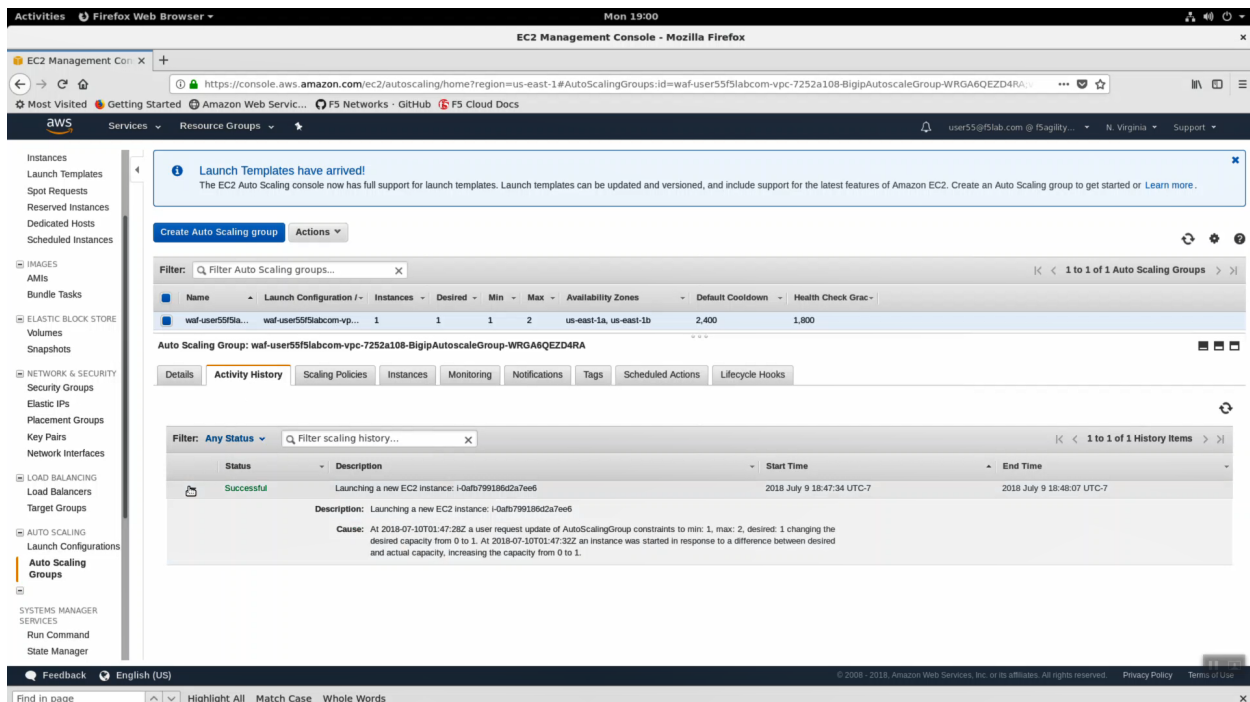 Activities Firefox Web Browser Mon 19:00
EC2 Management Console - Mozilla Firefox
EC2 Management Con
https://console.aws.amazon.com/ec2/autoscaling/home?region=us-east-1#AutoScalingGroups:id=waf-user55f5labcom-vpc-7252a108-BigipAutoscaleGroup-WRGA6QEZD4RA;
Most Visited Getting Started Amazon Web Servic... F5 Networks · GitHub F5 Cloud Docs
aws Services Resource Groups user55@f5lab.com @ f5agility... N. Virginia Support
Instances
Launch Templates
Spot Requests
Reserved Instances
Dedicated Hosts
Scheduled Instances
IMAGES
AMIs
Bundle Tasks
ELASTIC BLOCK STORE
Volumes
Snapshots
NETWORK & SECURITY
Security Groups
Elastic IPs
Placement Groups
Key Pairs
Network Interfaces
LOAD BALANCING
Load Balancers
Target Groups
AUTO SCALING
Launch Configurations
Auto Scaling
Groups
SYSTEMS MANAGER
SERVICES
Run Command
State Manager
Launch Templates have arrived!
The EC2 Auto Scaling console now has full support for launch templates. Launch templates can be updated and versioned, and include support for the latest features of Amazon EC2. Create an Auto Scaling group to get started or Learn more.
Create Auto Scaling group Actions
Filter: Filter Auto Scaling groups... 1 to 1 of 1 Auto Scaling Groups
Name Launch Configuration / Instances Desired Min Max Availability Zones Default Cooldown Health Check Grac
waf-user55f5la... waf-user55f5labcom-vp... 1 1 1 2 us-east-1a, us-east-1b 2,400 1,800
Auto Scaling Group: waf-user55f5labcom-vpc-7252a108-BigipAutoscaleGroup-WRGA6QEZD4RA
Details Activity History Scaling Policies Instances Monitoring Notifications Tags Scheduled Actions Lifecycle Hooks
Filter: Any Status Filter scaling history... 1 to 1 of 1 History Items
Status Description Start Time End Time
Successful Launching a new EC2 instance: i-0afb799186d2a7ee6 2018 July 9 18:47:34 UTC-7 2018 July 9 18:48:07 UTC-7
Description: Launching a new EC2 instance: i-0afb799186d2a7ee6
Cause: At 2018-07-10T01:47:28Z a user request update of AutoScalingGroup constraints to min: 1, max: 2, desired: 1 changing the
desired capacity from 0 to 1. At 2018-07-10T01:47:32Z an instance was started in response to a difference between desired
and actual capacity, increasing the capacity from 0 to 1.
Feedback English (US) © 2008 - 2018, Amazon Web Services, Inc. or its affiliates. All rights reserved. Privacy Policy Terms of Use
Find in page Highlight All Match Case Whole Words